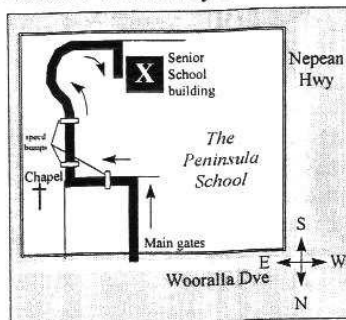 Senior
School
building
X
Nepean
Hwy
speed
bumps
The
Peninsula
School
Chapel
Main gates
Wooralla Dve
S
E
W
N